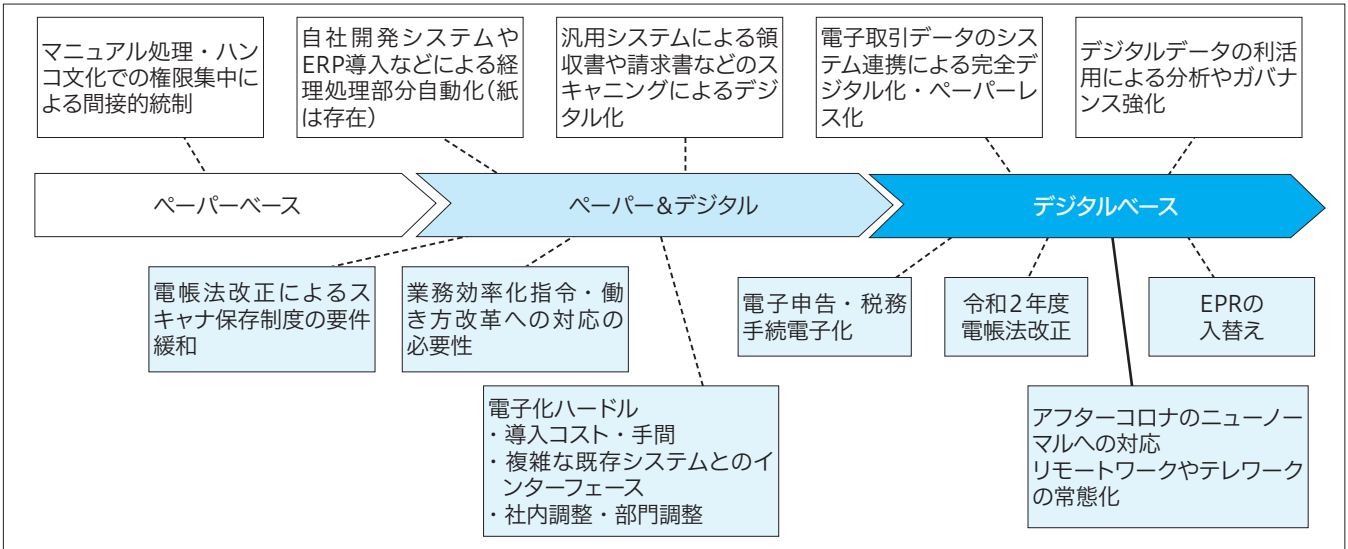 マニュアル処理・ハン
コ文化での権限集中に
よる間接的統制
自社開発システムや
ERP導入などによる経
理処理部分自動化(紙
は存在)
汎用システムによる領
収書や請求書などのス
キャニングによるデジ
タル化
電子取引データのシス
テム連携による完全デ
ジタル化・ペーパーレ
ス化
デジタルデータの利活
用による分析やガバナ
ンス強化
ペーパーベース
ペーパー&デジタル
デジタルベース
電帳法改正によるス
キャナ保存制度の要件
緩和
業務効率化指令・働
き方改革への対応の
必要性
電子申告・税務
手続電子化
令和2年度
電帳法改正
EPRの
入替え
電子化ハードル
・導入コスト・手間
・複雑な既存システムとのイ
ンターフェース
・社内調整・部門調整
アフターコロナのニューノー
マルへの対応
リモートワークやテレワーク
の常態化